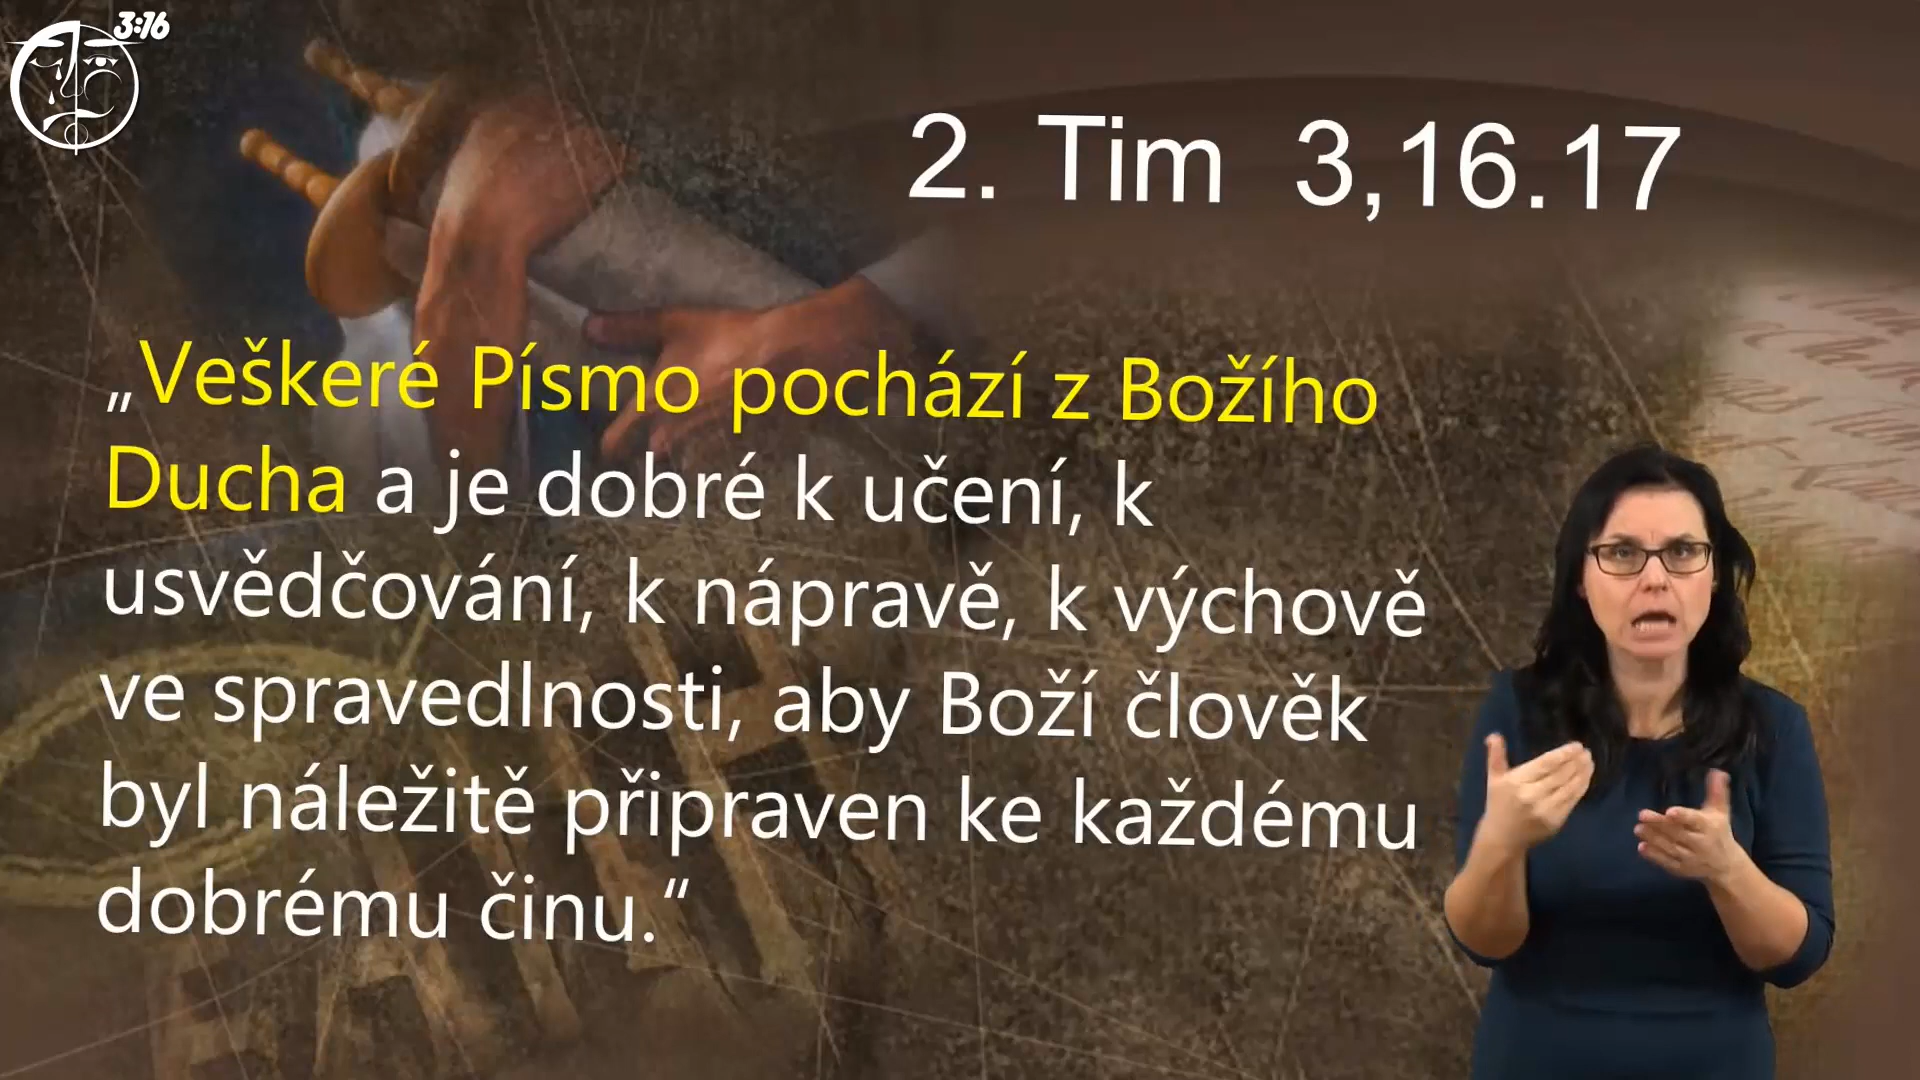 3:16
2. Tim 3,16.17
„Veškeré Písmo pochází z Božího
Ducha a je dobré k učení, k
usvědčování, k nápravě, k výchově
ve spravedlnosti, aby Boží člověk
byl náležitě připraven ke každému
dobrému činu.“
FAITH